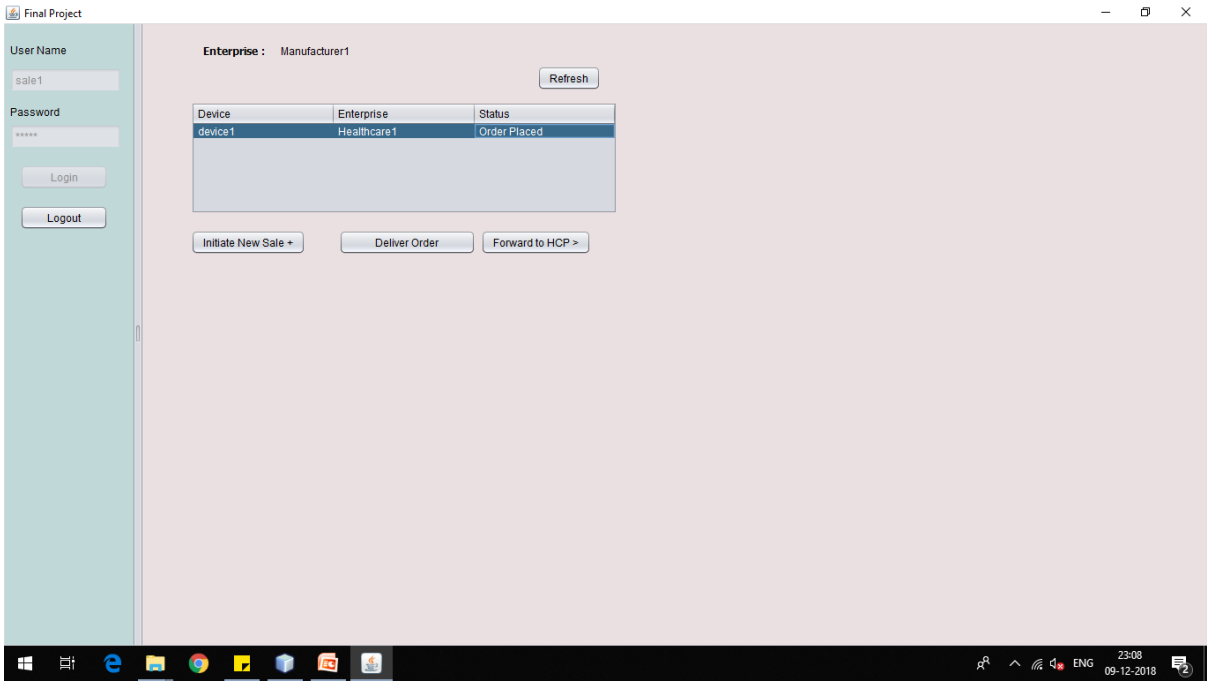 Final Project
User Name
sale1
Password
*****
Login
Logout
Enterprise : Manufacturer1
Refresh
Device Enterprise Status
device1 Healthcare1 Order Placed
Initiate New Sale + Deliver Order Forward to HCP >
ENG
23:08
09-12-2018
2